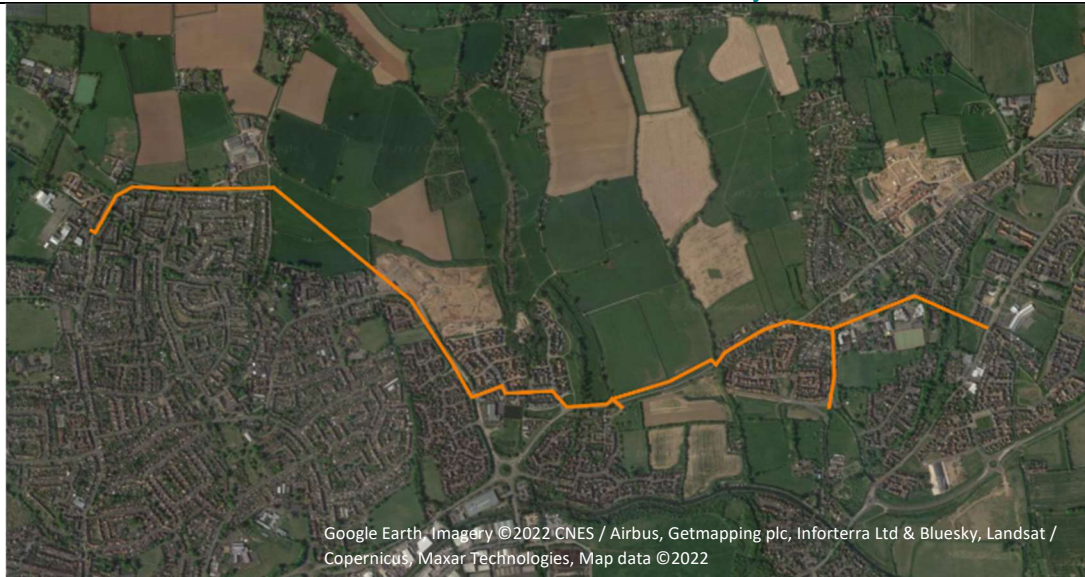 Google Earth, Imagery ©2022 CNES / Airbus, Getmapping plc, Inforterra Ltd & Bluesky, Landsat /
Copernicus, Maxar Technologies, Map data ©2022